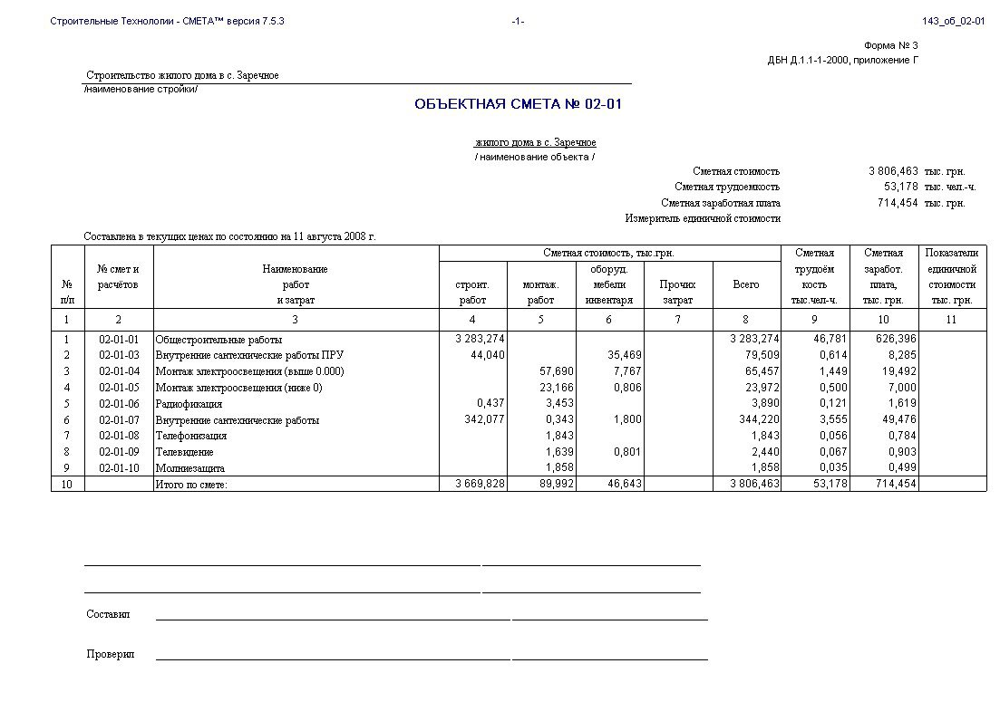 Строительные Технологии - СМЕТА™ версия 7.5.3 -1- 143_об_02-01
Форма № 3
ДБН Д.1.1-1-2000, приложение Г
Строительство жилого дома в с. Заречное
/наименование стройки/
ОБЪЕКТНАЯ СМЕТА № 02-01
жилого дома в с. Заречное
/ наименование объекта /
Сметная стоимость 3 806,463 тыс. грн.
Сметная трудоемкость 53,178 тыс. чел.-ч.
Сметная заработная плата 714,454 тыс. грн.
Измеритель единичной стоимости
Составлена в текущих ценах по состоянию на 11 августа 2008 г.
Сметная стоимость, тыс.грн. Сметная Сметная Показатели
№ смет и Наименование оборуд. трудоём заработ. единичной
№ расчётов работ строит. монтаж. мебели Прочих Всего кость плата, стоимости
п/п и затрат работ работ инвентаря затрат тыс.чел-ч. тыс. грн. тыс. грн.
1 2 3 4 5 6 7 8 9 10 11
1 02-01-01 Общестроительные работы 3 283,274 3 283,274 46,781 626,396
2 02-01-03 Внутренние сантехнические работы ПРУ 44,040 35,469 79,509 0,614 8,285
3 02-01-04 Монтаж электроосвещения (выше 0.000) 57,690 7,767 65,457 1,449 19,492
4 02-01-05 Монтаж электроосвещения (ниже 0) 23,166 0,806 23,972 0,500 7,000
5 02-01-06 Радиофикация 0,437 3,453 3,890 0,121 1,619
6 02-01-07 Внутренние сантехнические работы 342,077 0,343 1,800 344,220 3,555 49,476
7 02-01-08 Телефонизация 1,843 1,843 0,056 0,784
8 02-01-09 Телевидение 1,639 0,801 2,440 0,067 0,903
9 02-01-10 Молниезащита 1,858 1,858 0,035 0,499
10 Итого по смете: 3 669,828 89,992 46,643 3 806,463 53,178 714,454
Составил
Проверил